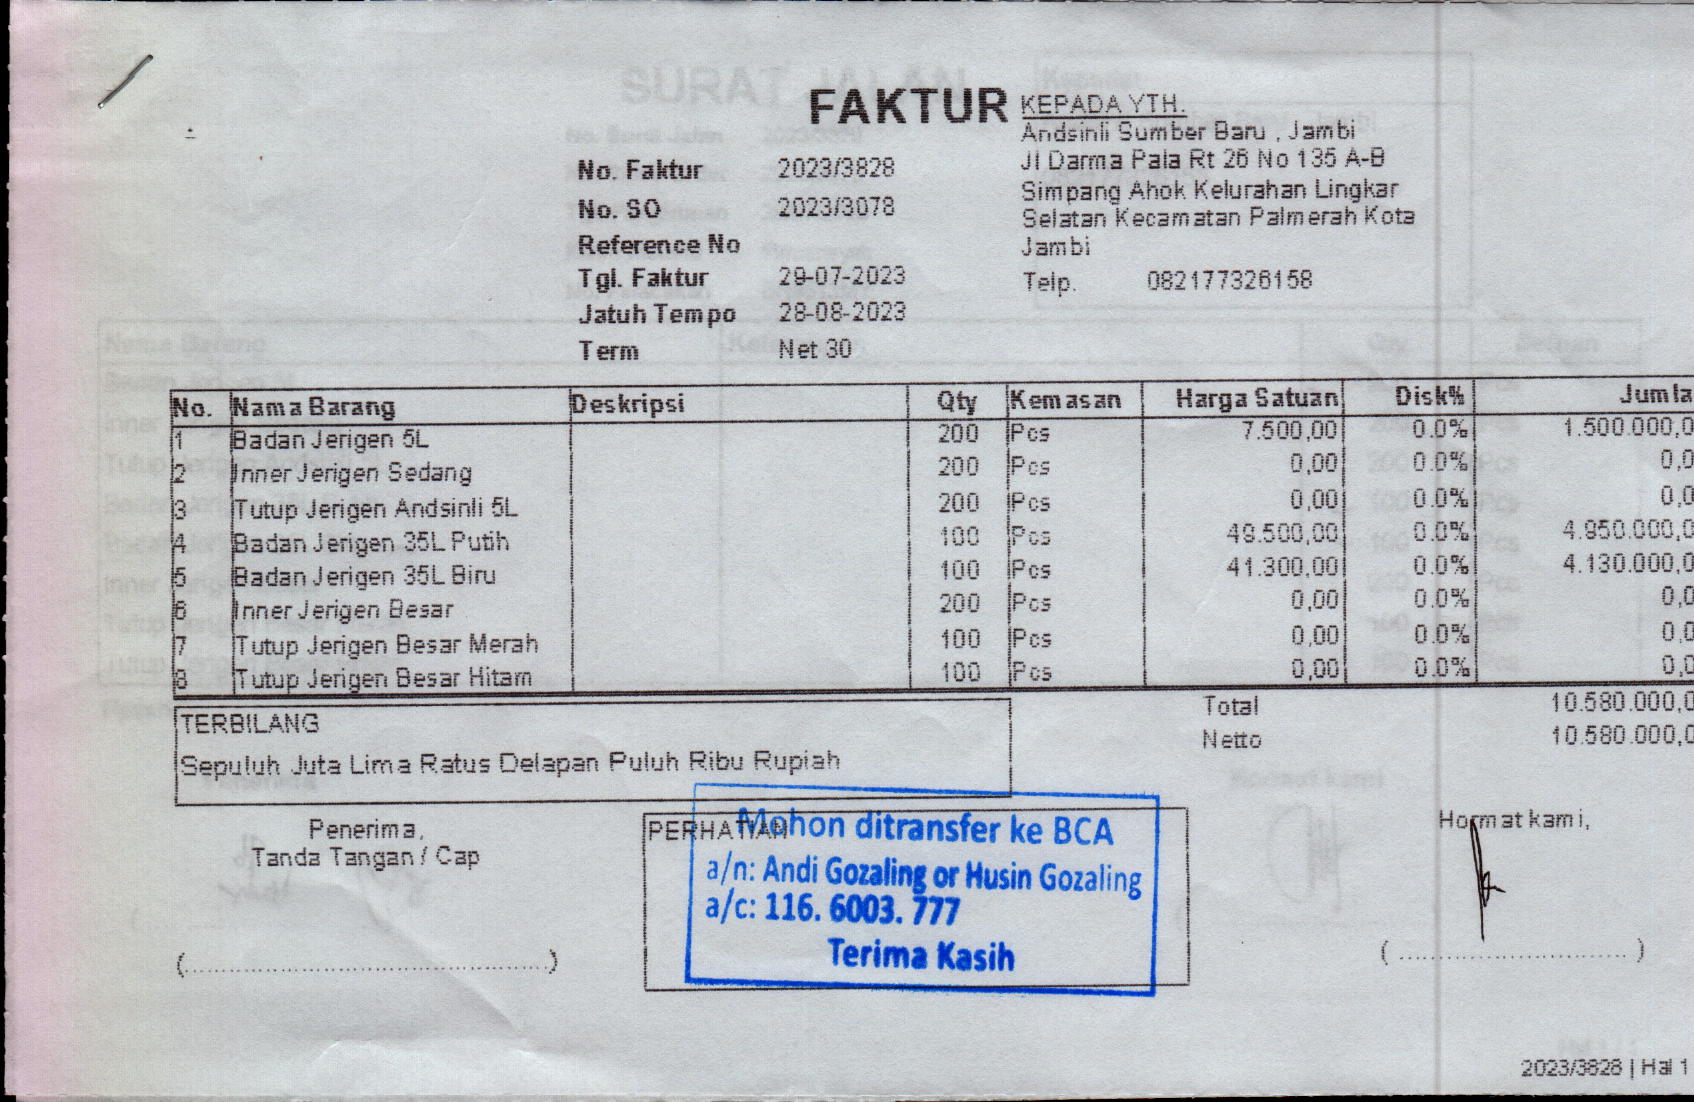 FAKTUR
KEPADA YTH.
Andsinli Sumber Baru , Jambi
Jl Darma Pala Rt 26 No 135 A-B
Simpang Ahok Kelurahan Lingkar
Selatan Kecamatan Palmerah Kota
Jambi
Telp. 082177326158
No. Faktur 2023/3828
No. SO 2023/3078
Reference No
Tgl. Faktur 29-07-2023
Jatuh Tempo 28-08-2023
Term Net 30
No. Nama Barang Deskripsi Qty Kemasan Harga Satuan Disk% Jumla
1 Badan Jerigen 5L 200 Pcs 7.500,00 0.0% 1.500.000,0
2 Inner Jerigen Sedang 200 Pcs 0,00 0.0% 0,0
3 Tutup Jerigen Andsinli 5L 200 Pcs 0,00 0.0% 0,0
4 Badan Jerigen 35L Putih 100 Pcs 49.500,00 0.0% 4.950.000,0
5 Badan Jerigen 35L Biru 100 Pcs 41.300,00 0.0% 4.130.000,0
6 Inner Jerigen Besar 200 Pcs 0,00 0.0% 0,0
7 Tutup Jerigen Besar Merah 100 Pcs 0,00 0.0% 0,0
8 Tutup Jerigen Besar Hitam 100 Pcs 0,00 0.0% 0,0
Total 10.580.000,0
Netto 10.580.000,0
TERBILANG
Sepuluh Juta Lima Ratus Delapan Puluh Ribu Rupiah
Penerima,
Tanda Tangan / Cap
(....................)
PERHATIAN
Mohon ditransfer ke BCA
a/n: Andi Gozaling or Husin Gozaling
a/c: 116. 6003. 777
Terima Kasih
Hormat kami,
(....................)
2023/3828 | Hal 1
SURAT JALAN